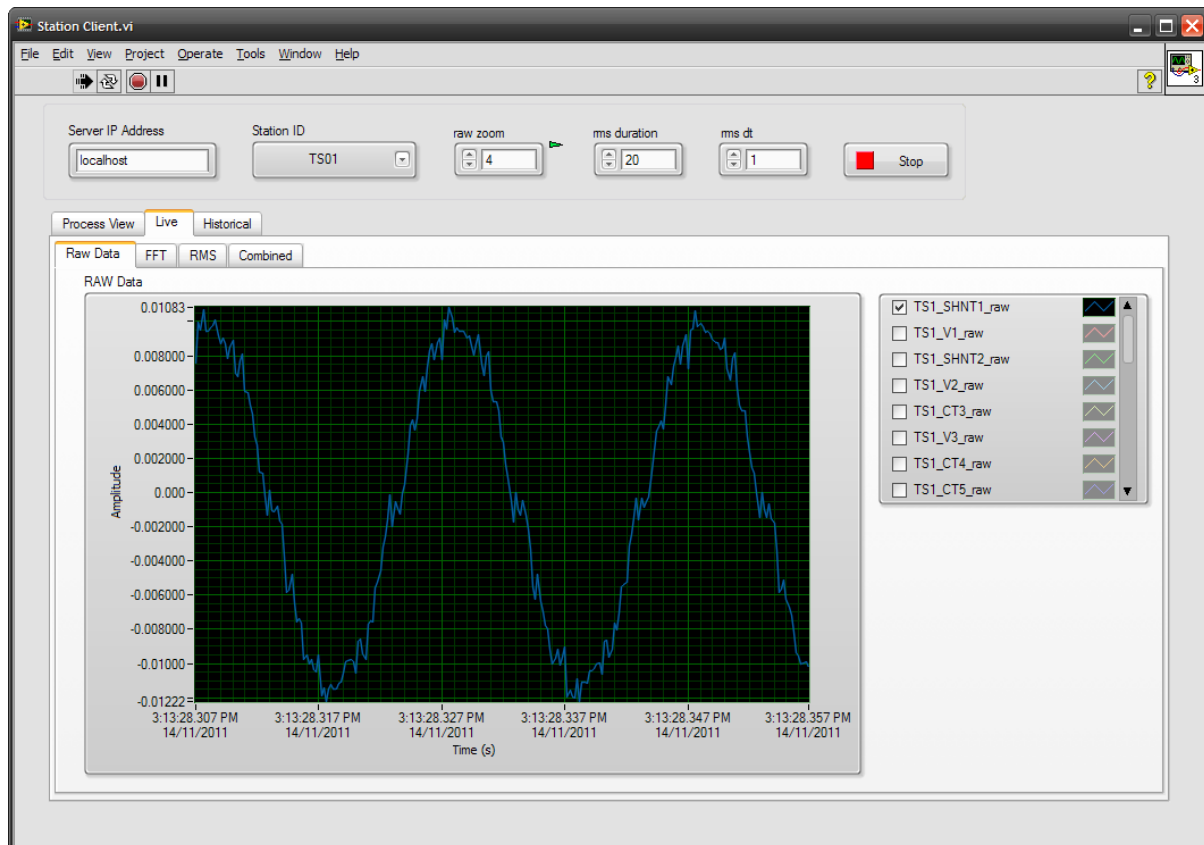 Station Client.vi
File Edit View Project Operate Tools Window Help
3
Server IP Address
Station ID
raw zoom
rms duration
rms dt
localhost
TS01
4
20
1
Stop
Process View
Live
Historical
Raw Data
FFT
RMS
Combined
RAW Data
0.01083
0.008000
0.006000
0.004000
0.002000
0.000
-0.002000
-0.004000
-0.006000
-0.008000
-0.01000
-0.01222
Amplitude
3:13:28.307 PM
14/11/2011
3:13:28.317 PM
14/11/2011
3:13:28.327 PM
14/11/2011
3:13:28.337 PM
14/11/2011
3:13:28.347 PM
14/11/2011
3:13:28.357 PM
14/11/2011
Time (s)
TS1_SHNT1_raw
TS1_V1_raw
TS1_SHNT2_raw
TS1_V2_raw
TS1_CT3_raw
TS1_V3_raw
TS1_CT4_raw
TS1_CT5_raw